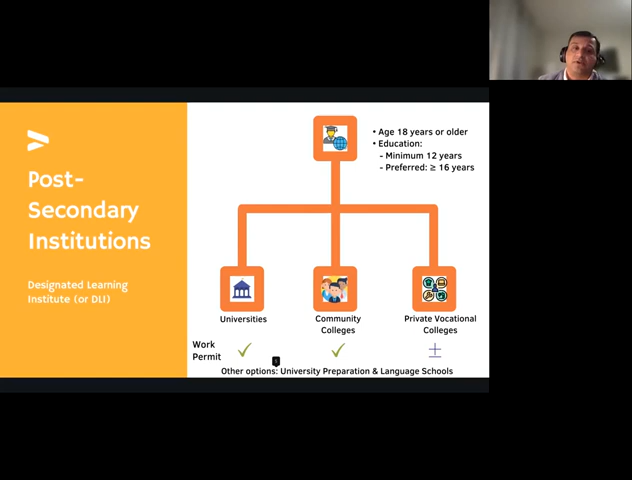 Post-
Secondary
Institutions
Designated Learning
Institute (or DLI)
• Age 18 years or older
• Education:
- Minimum 12 years
- Preferred: ≥ 16 years
Universities
Community
Colleges
Private Vocational
Colleges
Work
Permit
✓
✓
±
Other options: University Preparation & Language Schools